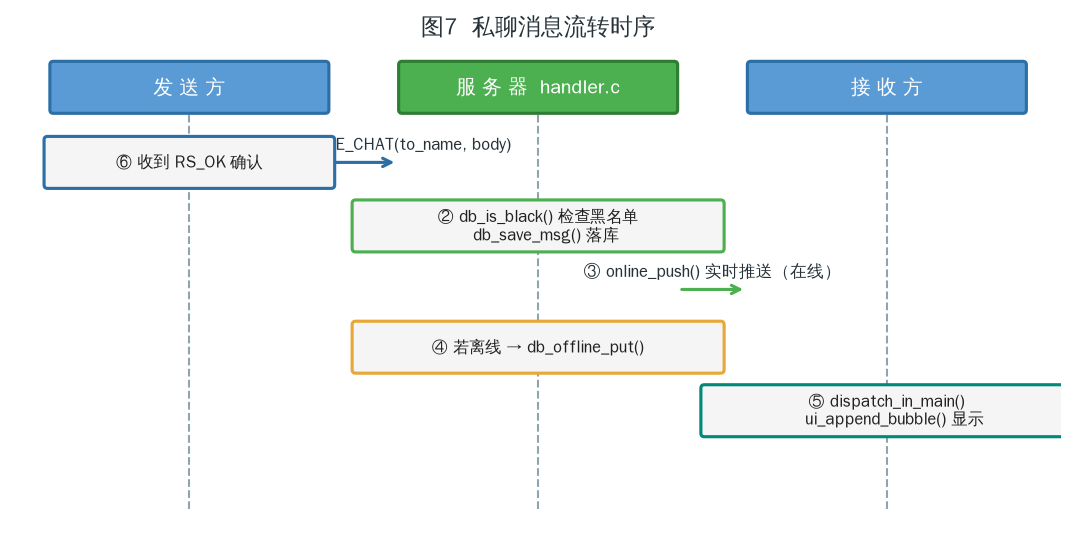 图7 私聊消息流转时序
发送方
服务器 handler.c
接收方
E_CHAT(to_name, body)
⑥ 收到 RS_OK 确认
② db_is_black() 检查黑名单
db_save_msg() 落库
③ online_push() 实时推送（在线）
④ 若离线 → db_offline_put()
⑤ dispatch_in_main()
ui_append_bubble() 显示